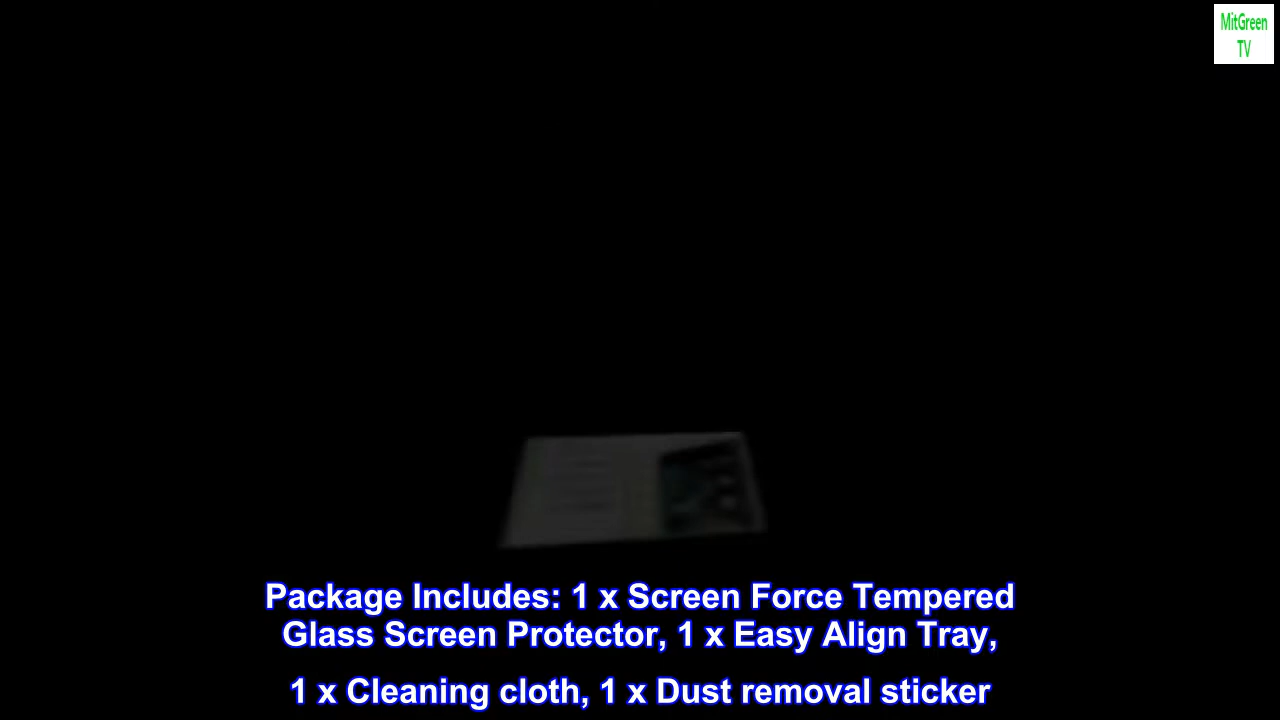 MitGreen
TV
Package Includes: 1 x Screen Force Tempered
Glass Screen Protector, 1 x Easy Align Tray,
1 x Cleaning cloth, 1 x Dust removal sticker